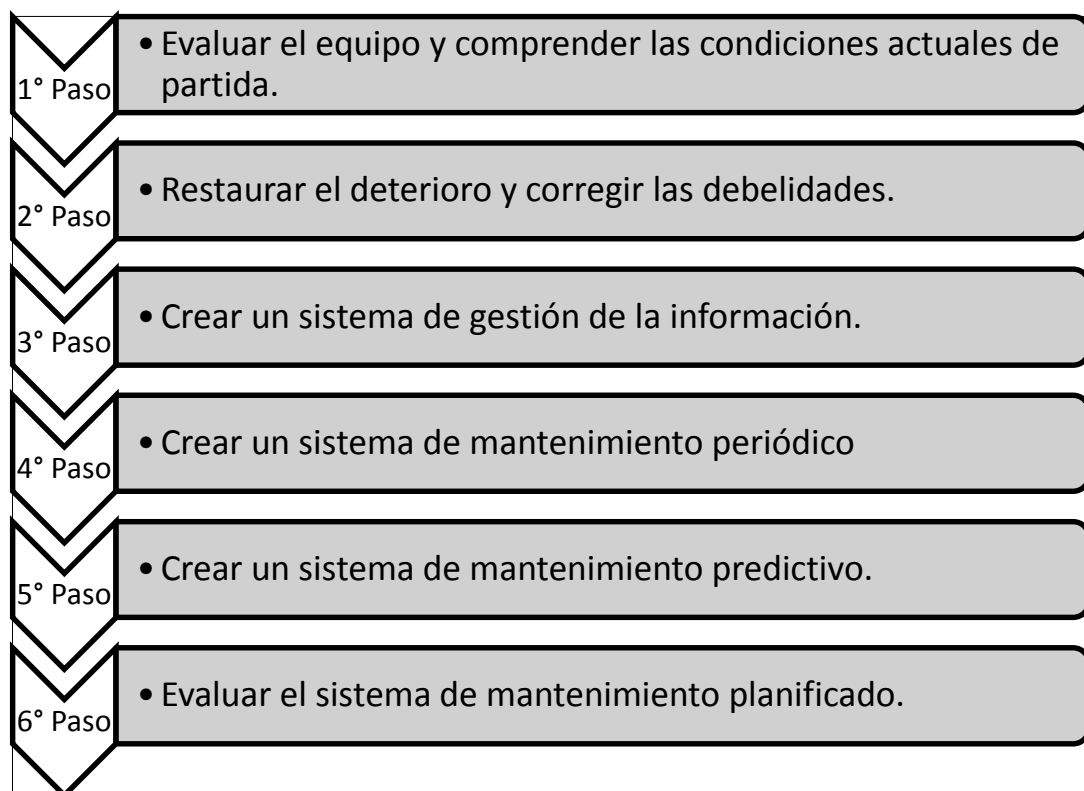 1° Paso
• Evaluar el equipo y comprender las condiciones actuales de
partida.
2° Paso
• Restaurar el deterioro y corregir las debelidades.
3° Paso
• Crear un sistema de gestión de la información.
4° Paso
• Crear un sistema de mantenimiento periódico
5° Paso
• Crear un sistema de mantenimiento predictivo.
6° Paso
• Evaluar el sistema de mantenimiento planificado.